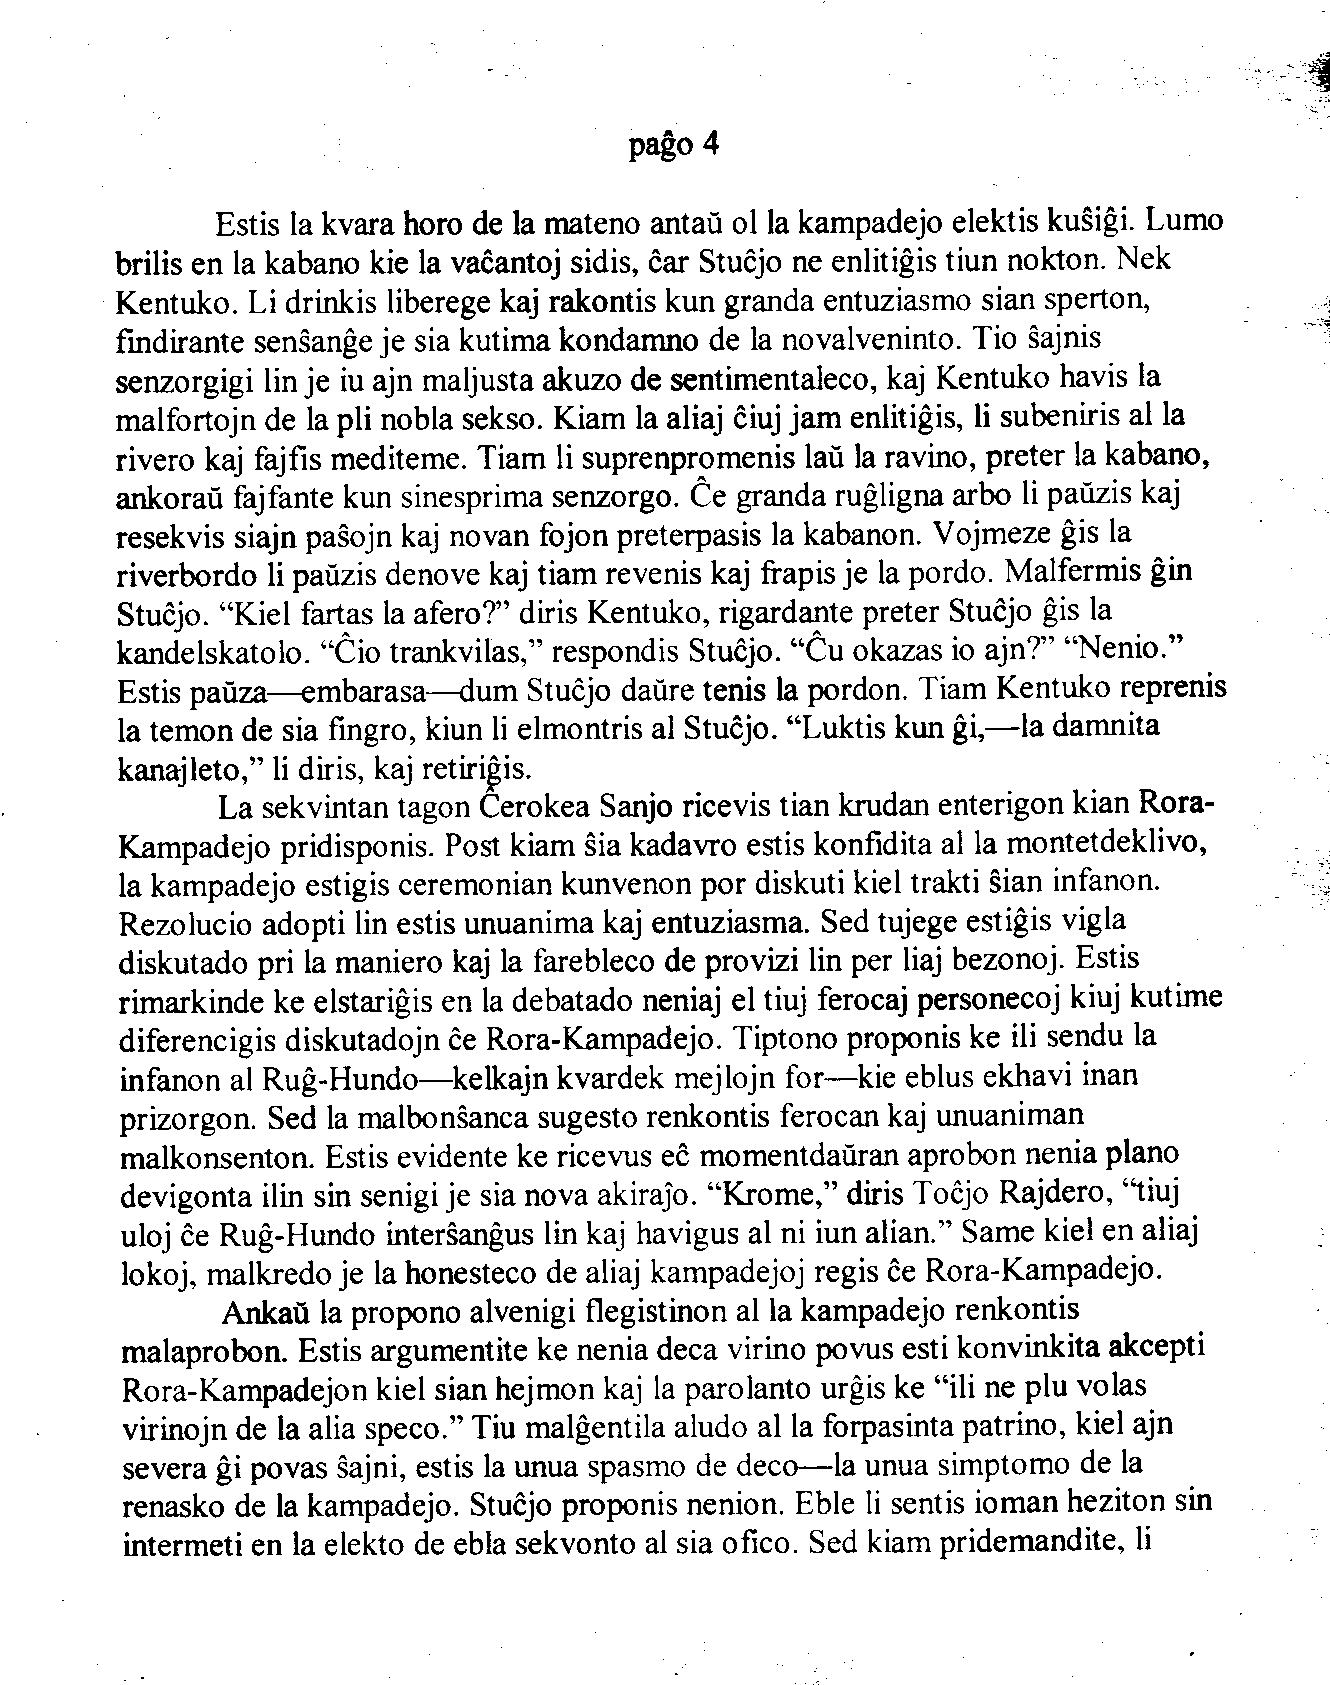 paĝo 4
Estis la kvara horo de la mateno antaŭ ol la kampadejo elektis kuŝiĝi. Lumo
brilis en la kabano kie la vaĉantoj sidis, ĉar Stuĉjo ne enlitiĝis tiun nokton. Nek
Kentuko. Li drinkis liberege kaj rakontis kun granda entuziasmo sian sperton,
findirante senŝanĝe je sia kutima kondamno de la novalveninto. Tio ŝajnis
senzorgigi lin je iu ajn maljusta akuzo de sentimentaleco, kaj Kentuko havis la
malfortojn de la pli nobla sekso. Kiam la aliaj ĉiuj jam enlitiĝis, li subeniris al la
rivero kaj fajfis mediteme. Tiam li suprenpromenis laŭ la ravino, preter la kabano,
ankoraŭ fajfante kun sinesprima senzorgo. Ĉe granda ruĝligna arbo li paŭzis kaj
resekvis siajn paŝojn kaj novan fojon preterpasis la kabanon. Vojmeze ĝis la
riverbordo li paŭzis denove kaj tiam revenis kaj frapis je la pordo. Malfermis ĝin
Stuĉjo. “Kiel fartas la afero?” diris Kentuko, rigardante preter Stuĉjo ĝis la
kandelskatolo. “Ĉio trankvilas,” respondis Stuĉjo. “Ĉu okazas io ajn?” “Nenio.”
Estis paŭza—embarasa—dum Stuĉjo daŭre tenis la pordon. Tiam Kentuko reprenis
la temon de sia fingro, kiun li elmontris al Stuĉjo. “Luktis kun ĝi,—la damnita
kanajleto,” li diris, kaj retiriĝis.
La sekvintan tagon Ĉerokea Sanjo ricevis tian krudan enterigon kian Rora-
Kampadejo pridisponis. Post kiam ŝia kadavro estis konfidita al la montetdeklivo,
la kampadejo estigis ceremonian kunvenon por diskuti kiel trakti ŝian infanon.
Rezolucio adopti lin estis unuanima kaj entuziasma. Sed tujege estiĝis vigla
diskutado pri la maniero kaj la farebleco de provizi lin per liaj bezonoj. Estis
rimarkinde ke elstariĝis en la debatado neniaj el tiuj ferocaj personecoj kiuj kutime
diferencigis diskutadojn ĉe Rora-Kampadejo. Tiptono proponis ke ili sendu la
infanon al Ruĝ-Hundo—kelkajn kvardek mejlojn for—kie eblus ekhavi inan
prizorgon. Sed la malbonŝanca sugesto renkontis ferocan kaj unuaniman
malkonsenton. Estis evidente ke ricevus eĉ momentdaŭran aprobon nenia plano
devigonta ilin sin senigi je sia nova akiraĵo. “Krome,” diris Toĉjo Rajdero, “tiuj
uloj ĉe Ruĝ-Hundo interŝanĝus lin kaj havigus al ni iun alian.” Same kiel en aliaj
lokoj, malkredo je la honesteco de aliaj kampadejoj regis ĉe Rora-Kampadejo.
Ankaŭ la propono alvenigi flegistinon al la kampadejo renkontis
malaprobon. Estis argumentite ke nenia deca virino povus esti konvinkita akcepti
Rora-Kampadejon kiel sian hejmon kaj la parolanto urĝis ke “ili ne plu volas
virinojn de la alia speco.” Tiu malĝentila aludo al la forpasinta patrino, kiel ajn
severa ĝi povas ŝajni, estis la unua spasmo de deco—la unua simptomo de la
renasko de la kampadejo. Stuĉjo proponis nenion. Eble li sentis ioman heziton sin
intermeti en la elekto de ebla sekvonto al sia ofico. Sed kiam pridemandite, li